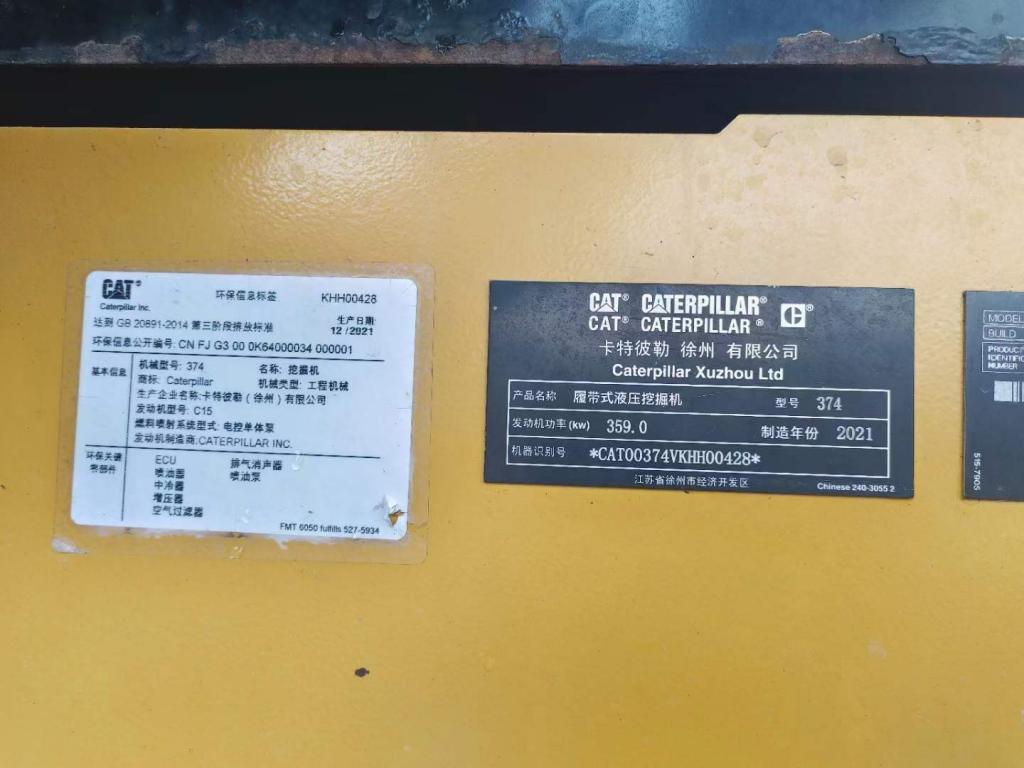 CAT
Caterpillar Inc.
环保信息标签
KHH00428
达到 GB 20891-2014 第三阶段排放标准
生产日期:
12 /2021
环保信息公开编号: CN FJ G3 00 0K64000034 000001
基本信息
机械型号: 374 名称: 挖掘机
商标: Caterpillar 机械类型: 工程机械
生产企业名称:卡特彼勒（徐州）有限公司
发动机型号: C15
燃料喷射系统型式: 电控单体泵
发动机制造商:CATERPILLAR INC.
环保关键
零部件
ECU 排气消声器
喷油器 喷油泵
中冷器
增压器
空气过滤器
FMT 6050 fulfills 527-5934
CAT® CATERPILLAR®
CAT® CATERPILLAR®
卡特彼勒 徐州 有限公司
Caterpillar Xuzhou Ltd
产品名称 履带式液压挖掘机 型号 374
发动机功率(kw) 359.0 制造年份 2021
机器识别号 *CAT00374VKHH00428*
江苏省徐州市经济开发区
Chinese 240-3055 2
MODEL
BUILD
PRODUCT
IDENTIFIC
NUMBER
515-7905